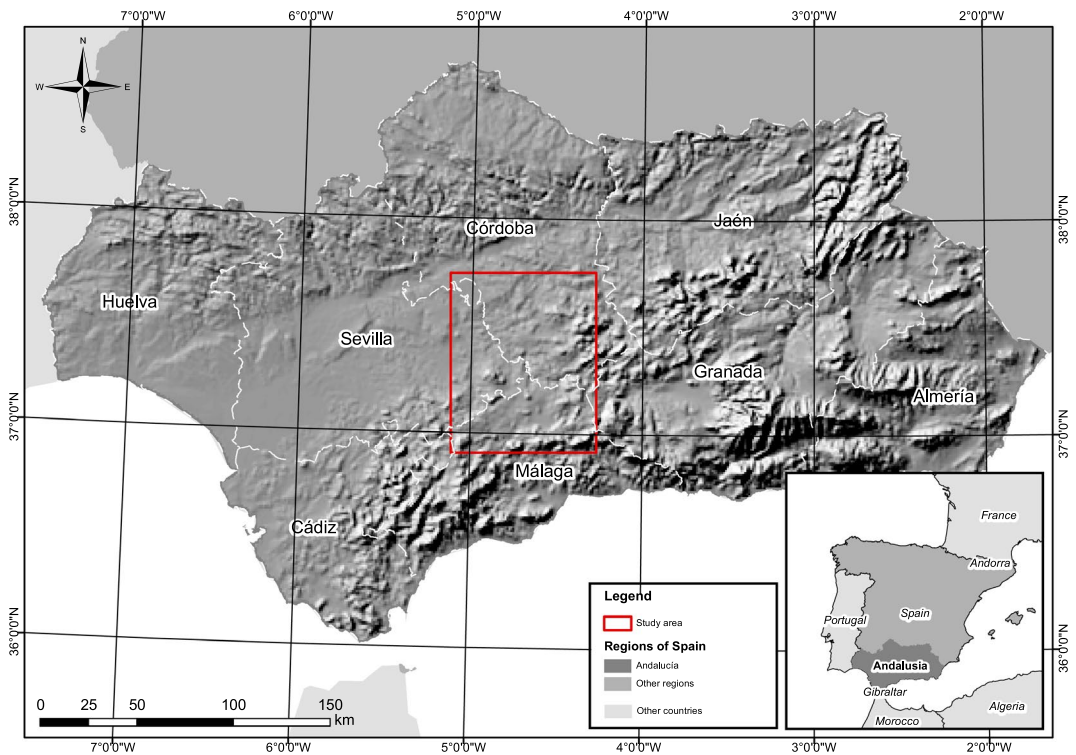 7°0'0"W 6°0'0"W 5°0'0"W 4°0'0"W 3°0'0"W 2°0'0"W
N
W E
S
38°0'0"N
38°0'0"N
Córdoba
Jaén
Huelva
Sevilla
Granada
Almería
37°0'0"N
37°0'0"N
Málaga
Cádiz
36°0'0"N
36°0'0"N
Legend
Study area
Regions of Spain
Andalucía
Other regions
Other countries
France
Andorra
Portugal
Spain
Andalusia
Gibraltar
Morocco
Algeria
0 25 50 100 150
km
7°0'0"W 6°0'0"W 5°0'0"W 4°0'0"W 3°0'0"W 2°0'0"W